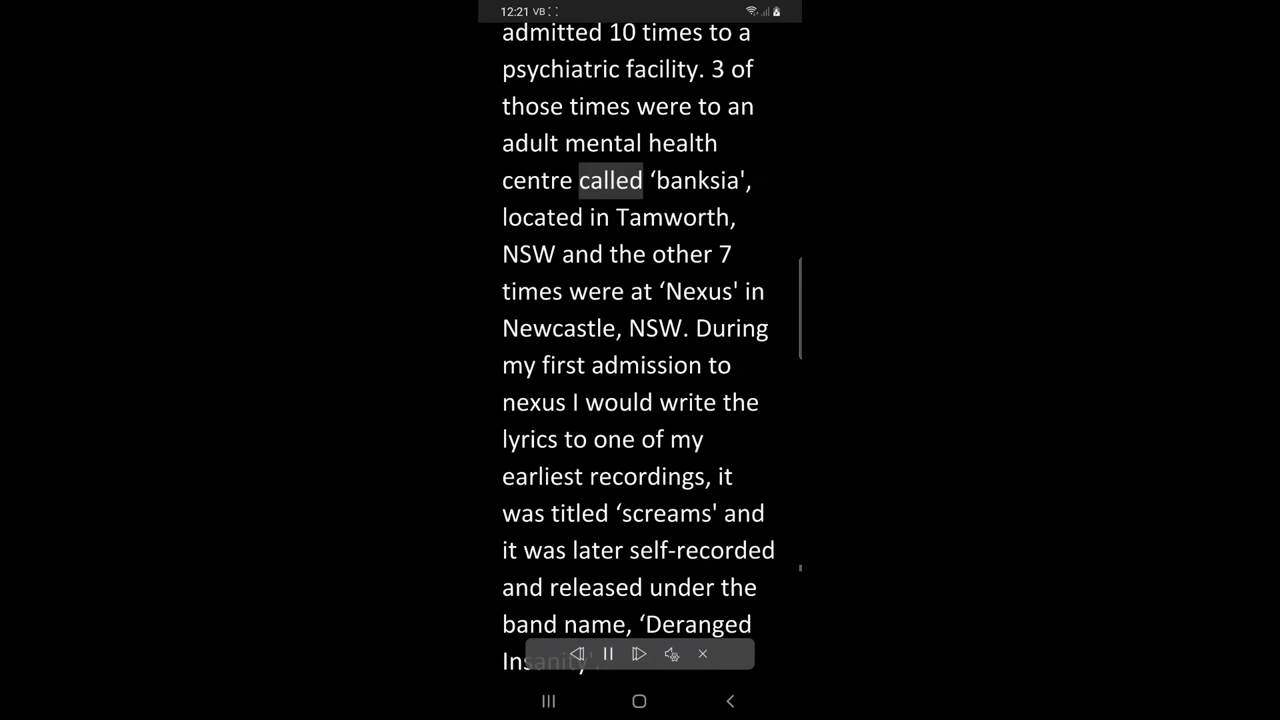 12:21 VB
admitted 10 times to a
psychiatric facility. 3 of
those times were to an
adult mental health
centre called ‘banksia',
located in Tamworth,
NSW and the other 7
times were at ‘Nexus' in
Newcastle, NSW. During
my first admission to
nexus I would write the
lyrics to one of my
earliest recordings, it
was titled ‘screams' and
it was later self-recorded
and released under the
band name, ‘Deranged
Insanity'.